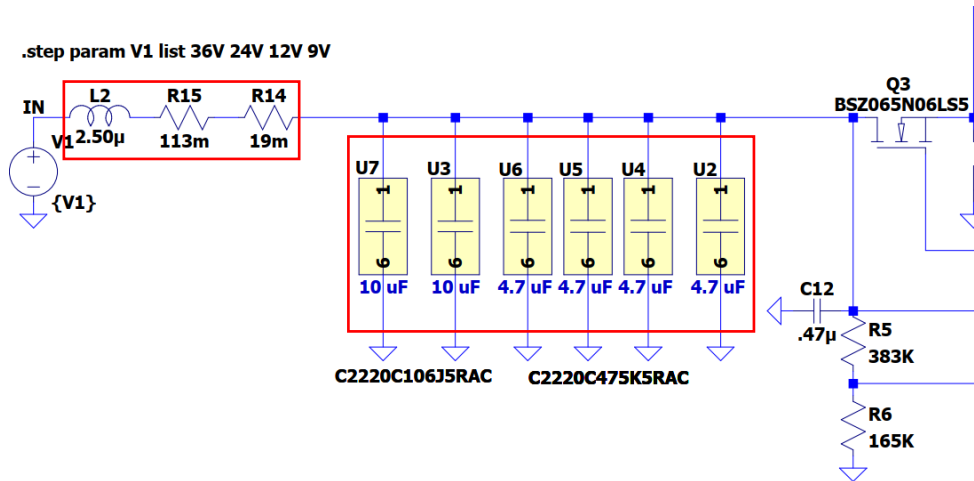 .step param V1 list 36V 24V 12V 9V
IN
L2
R15
R14
2.50µ
113m
19m
V1
{V1}
Q3
BSZ065N06LS5
U7
U3
U6
U5
U4
U2
1
1
1
1
1
1
6
6
6
6
6
6
10 uF
10 uF
4.7 uF
4.7 uF
4.7 uF
4.7 uF
C2220C106J5RAC
C2220C475K5RAC
C12
.47µ
R5
383K
R6
165K